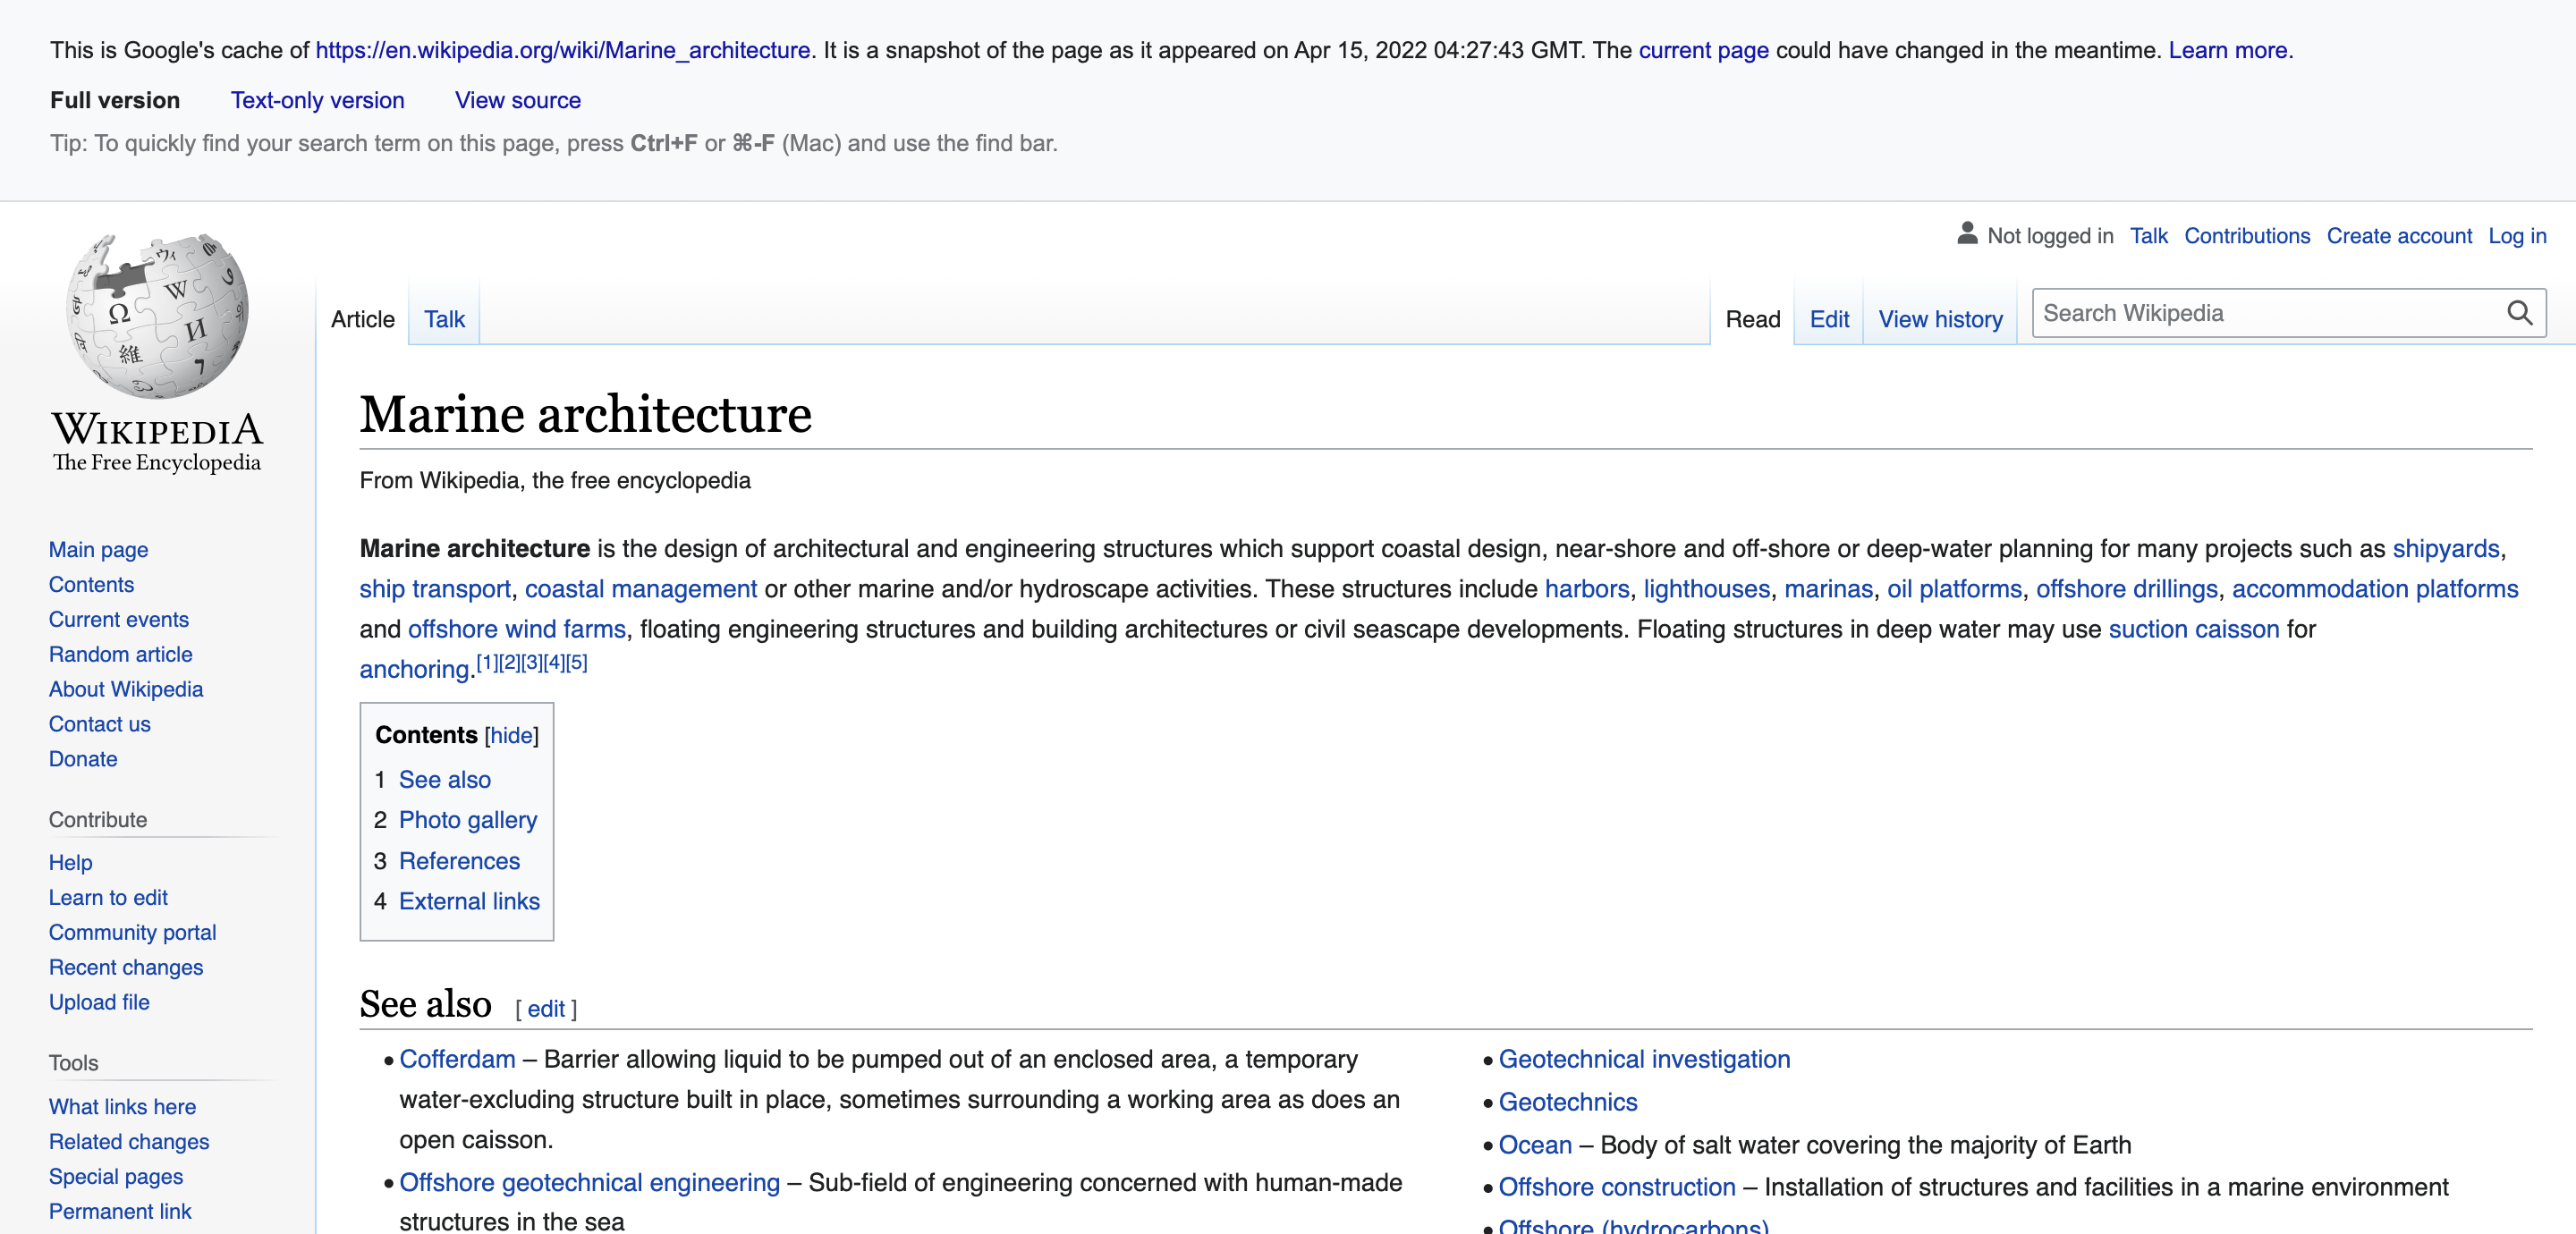 This is Google's cache of https://en.wikipedia.org/wiki/Marine_architecture. It is a snapshot of the page as it appeared on Apr 15, 2022 04:27:43 GMT. The current page could have changed in the meantime. Learn more.
Full version Text-only version View source
Tip: To quickly find your search term on this page, press Ctrl+F or ⌘-F (Mac) and use the find bar.
Not logged in Talk Contributions Create account Log in
WIKIPEDIA
The Free Encyclopedia
Article Talk Read Edit View history Search Wikipedia
Main page
Contents
Current events
Random article
About Wikipedia
Contact us
Donate
Contribute
Help
Learn to edit
Community portal
Recent changes
Upload file
Tools
What links here
Related changes
Special pages
Permanent link
Marine architecture
From Wikipedia, the free encyclopedia
Marine architecture is the design of architectural and engineering structures which support coastal design, near-shore and off-shore or deep-water planning for many projects such as shipyards,
ship transport, coastal management or other marine and/or hydroscape activities. These structures include harbors, lighthouses, marinas, oil platforms, offshore drillings, accommodation platforms
and offshore wind farms, floating engineering structures and building architectures or civil seascape developments. Floating structures in deep water may use suction caisson for
anchoring.[1][2][3][4][5]
Contents [hide]
1 See also
2 Photo gallery
3 References
4 External links
See also [ edit ]
• Cofferdam – Barrier allowing liquid to be pumped out of an enclosed area, a temporary
water-excluding structure built in place, sometimes surrounding a working area as does an
open caisson.
• Offshore geotechnical engineering – Sub-field of engineering concerned with human-made
structures in the sea
• Geotechnical investigation
• Geotechnics
• Ocean – Body of salt water covering the majority of Earth
• Offshore construction – Installation of structures and facilities in a marine environment
• Offshore (hydrocarbons)